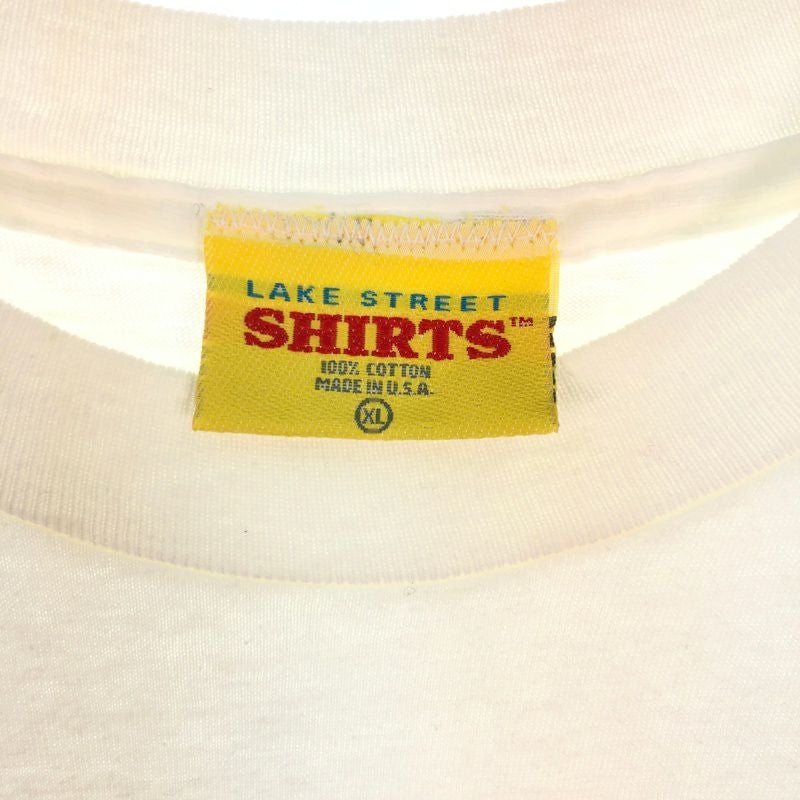 LAKE STREET
SHIRTS™
100% COTTON
MADE IN U.S.A.
XL